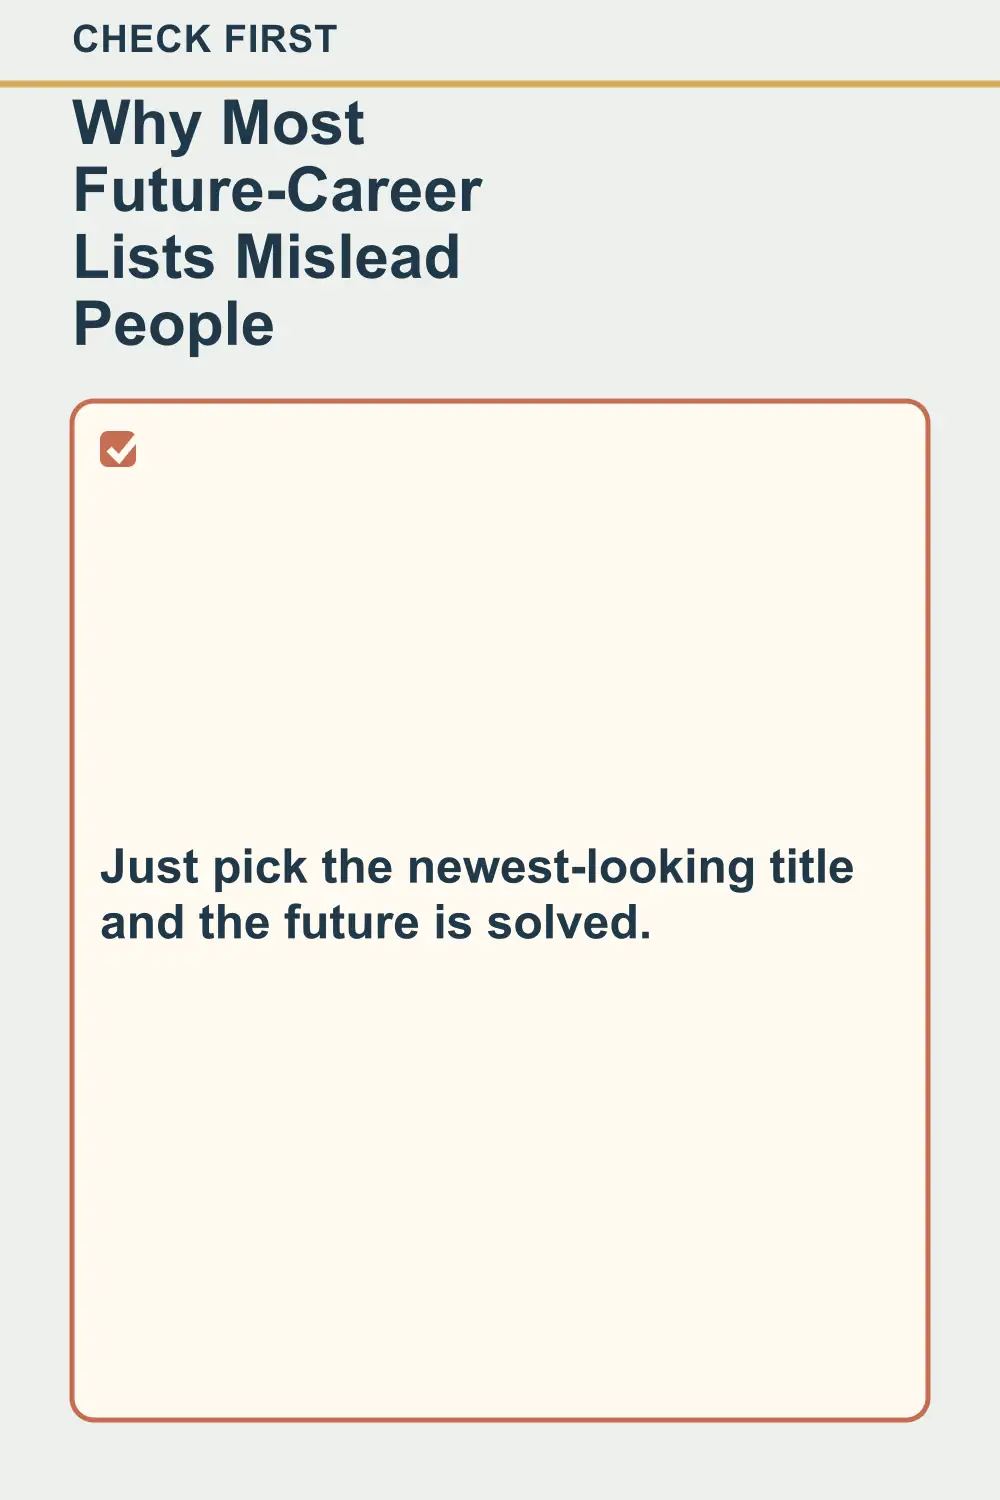 CHECK FIRST
Why Most
Future-Career
Lists Mislead
People
Just pick the newest-looking title
and the future is solved.